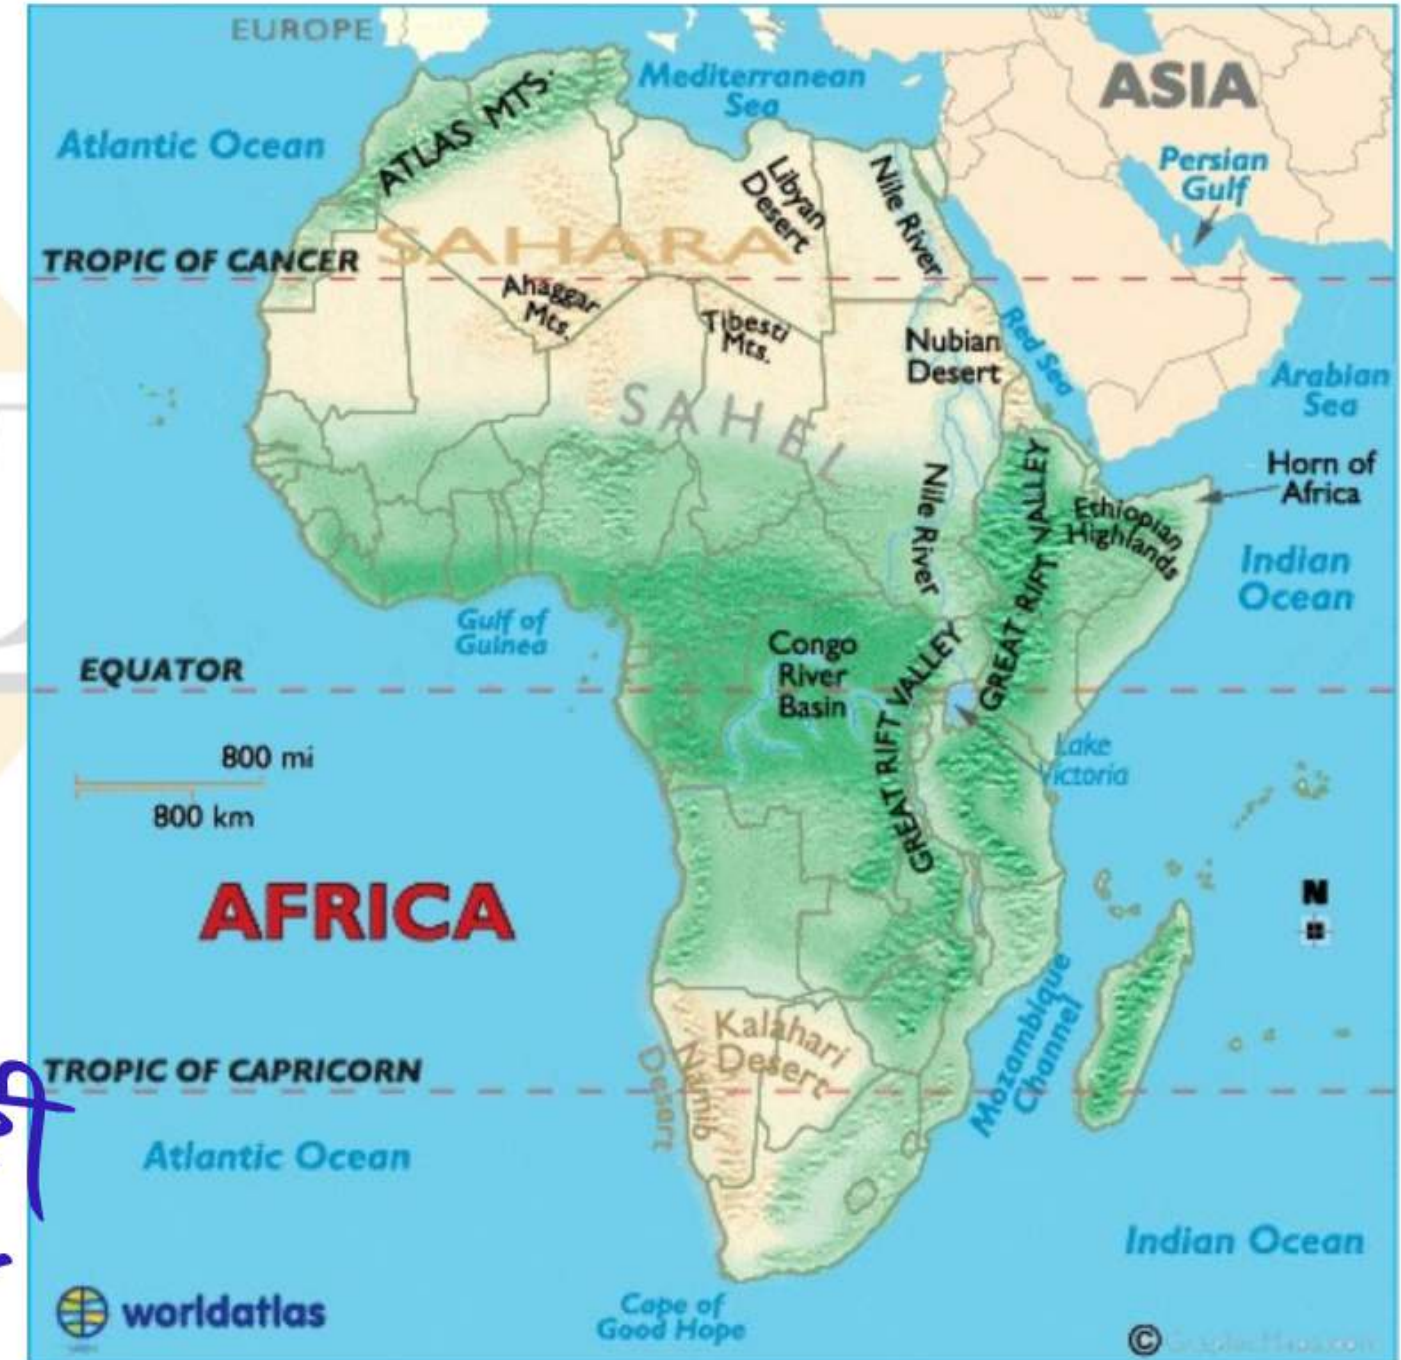 EUROPE
ASIA
Mediterranean
Sea
Atlantic Ocean
ATLAS MTS.
Persian
Gulf
Libyan
Desert
Nile River
SAHARA
TROPIC OF CANCER
Ahaggar
Mts.
Tibesti
Mts.
Nubian
Desert
Red Sea
Arabian
Sea
SAHEL
Horn of
Africa
Nile River
GREAT RIFT VALLEY
Ethiopian
Highlands
Indian
Ocean
Gulf of
Guinea
Congo
River
Basin
GREAT RIFT VALLEY
EQUATOR
Lake
Victoria
800 mi
800 km
AFRICA
N
Mozambique
Channel
Kalahari
Desert
Namib
Desert
TROPIC OF CAPRICORN
Atlantic Ocean
Indian Ocean
worldatlas
Cape of
Good Hope
©